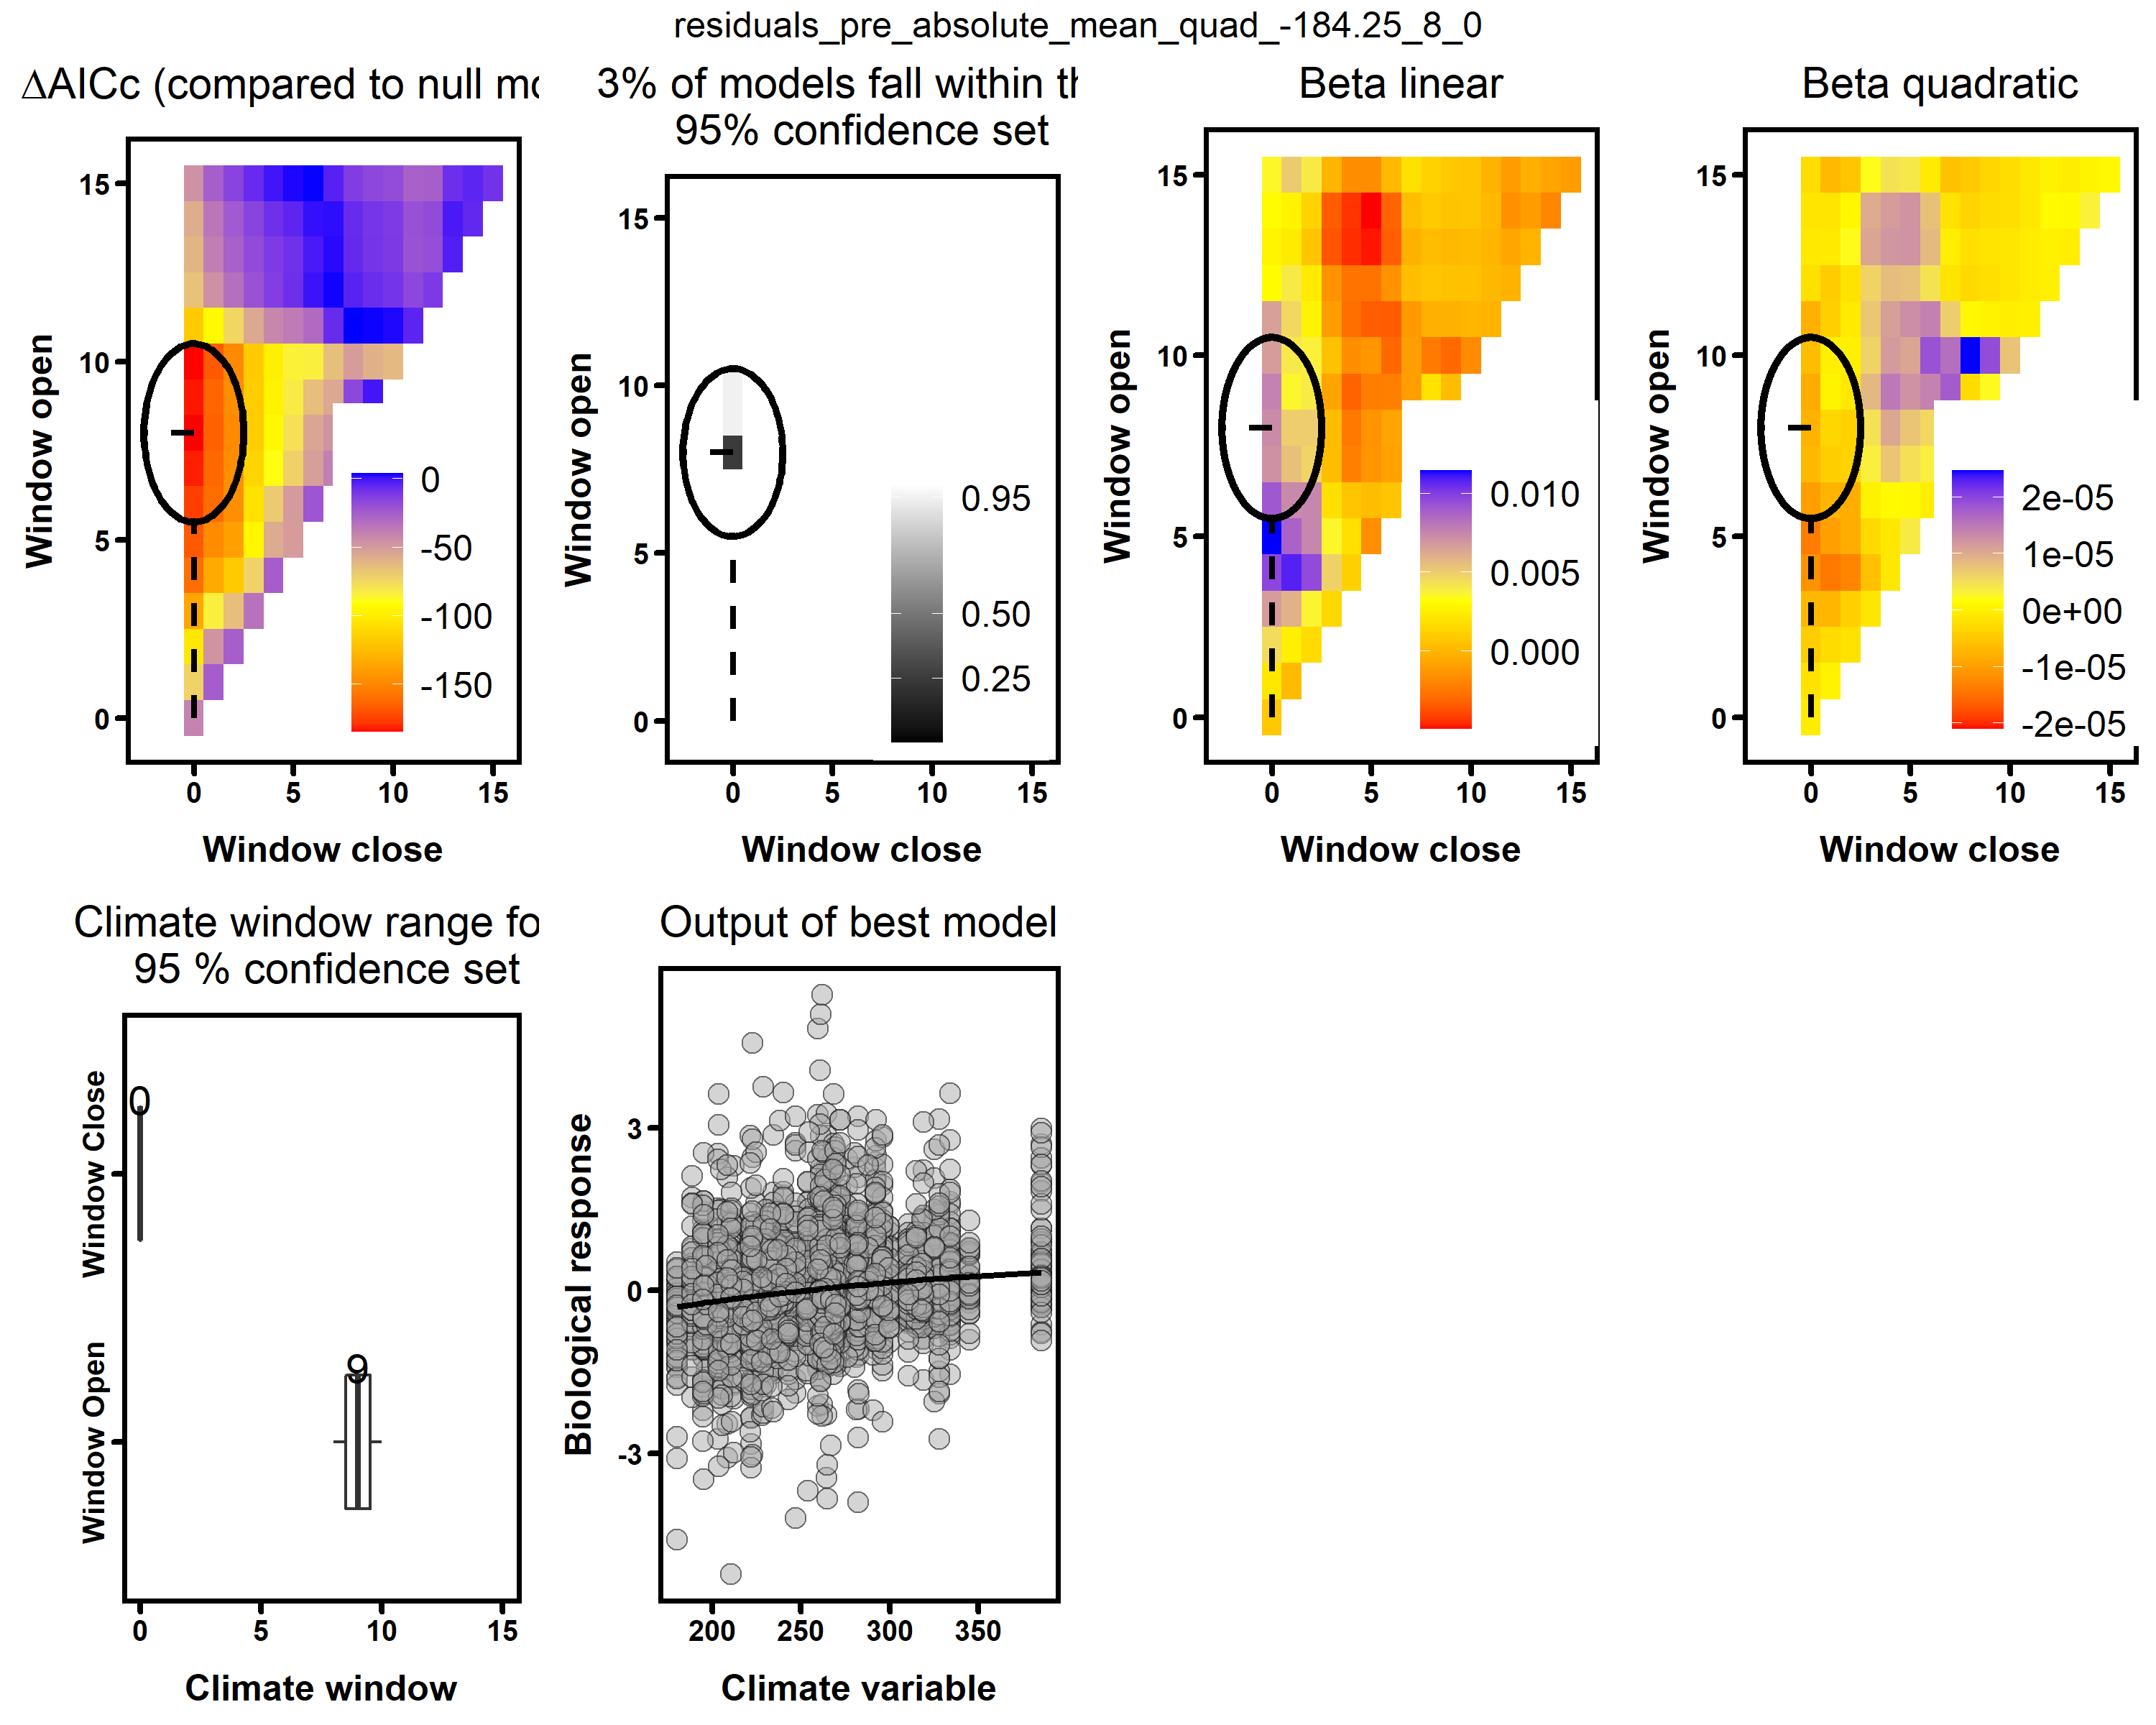 residuals_pre_absolute_mean_quad_-184.25_8_0
ΔAICc (compared to null mo
Window open
15
10
5
0
0
-50
-100
-150
0 5 10 15
Window close
3% of models fall within th
95% confidence set
Window open
15
10
5
0
0.95
0.50
0.25
0 5 10 15
Window close
Beta linear
Window open
15
10
5
0
0.010
0.005
0.000
0 5 10 15
Window close
Beta quadratic
Window open
15
10
5
0
2e-05
1e-05
0e+00
-1e-05
-2e-05
0 5 10 15
Window close
Climate window range fo
95 % confidence set
Window Close
Window Open
0
9
0 5 10 15
Climate window
Output of best model
Biological response
3
0
-3
200 250 300 350
Climate variable